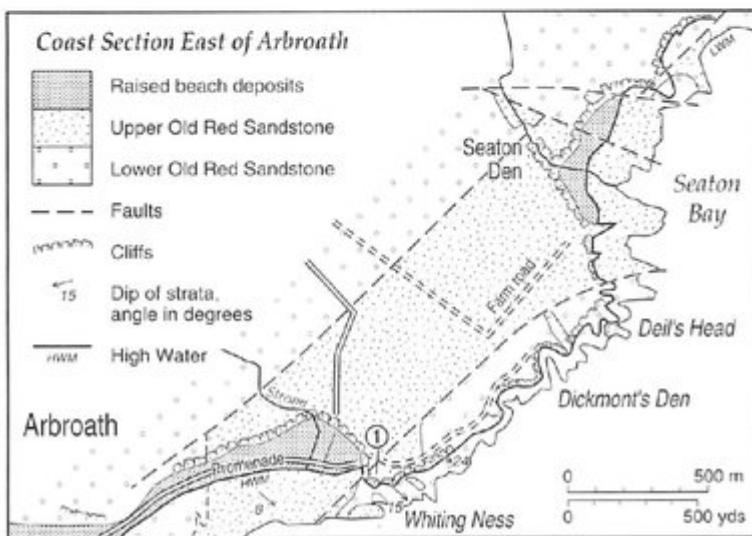 Coast Section East of Arbroath
Raised beach deposits
Upper Old Red Sandstone
Lower Old Red Sandstone
Faults
Cliffs
15
Dip of strata,
angle in degrees
HWM
High Water
LWM
Seaton
Den
Seaton
Bay
Farm road
Deil's Head
Dickmont's Den
Arbroath
Promenade
HWM
1
8
15
24
Whiting Ness
0
500 m
0
500 yds